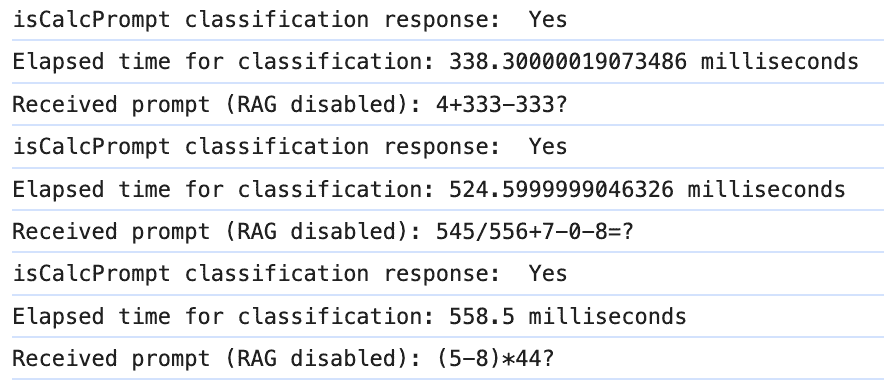 isCalcPrompt classification response:  Yes
Elapsed time for classification: 338.30000019073486 milliseconds
Received prompt (RAG disabled): 4+333-333?
isCalcPrompt classification response:  Yes
Elapsed time for classification: 524.5999999046326 milliseconds
Received prompt (RAG disabled): 545/556+7-0-8=?
isCalcPrompt classification response:  Yes
Elapsed time for classification: 558.5 milliseconds
Received prompt (RAG disabled): (5-8)*44?